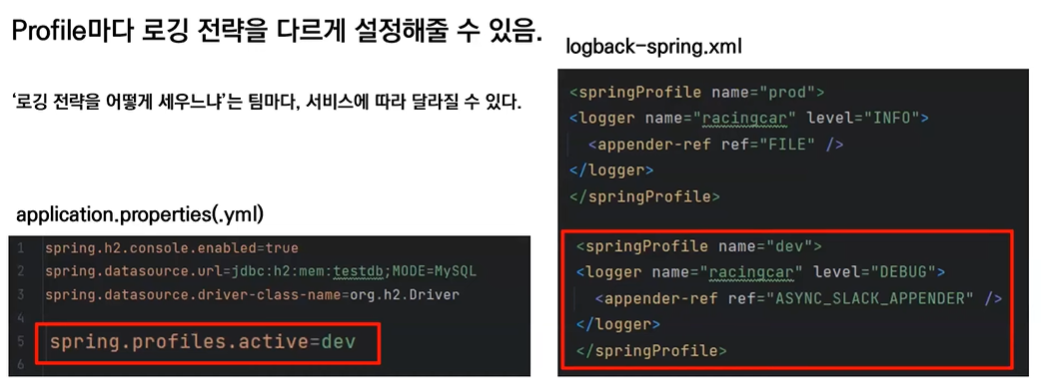 Profile마다 로깅 전략을 다르게 설정해줄 수 있음.
'로깅 전략을 어떻게 세우느냐'는 팀마다, 서비스에 따라 달라질 수 있다.
application.properties(.yml)
1 spring.h2.console.enabled=true
2 spring.datasource.url=jdbc:h2:mem:testdb;MODE=MySQL
3 spring.datasource.driver-class-name=org.h2.Driver
4
5 spring.profiles.active=dev
6
logback-spring.xml
<springProfile name="prod">
<logger name="racingcar" level="INFO">
<appender-ref ref="FILE" />
</logger>
</springProfile>
<springProfile name="dev">
<logger name="racingcar" level="DEBUG">
<appender-ref ref="ASYNC_SLACK_APPENDER" />
</logger>
</springProfile>